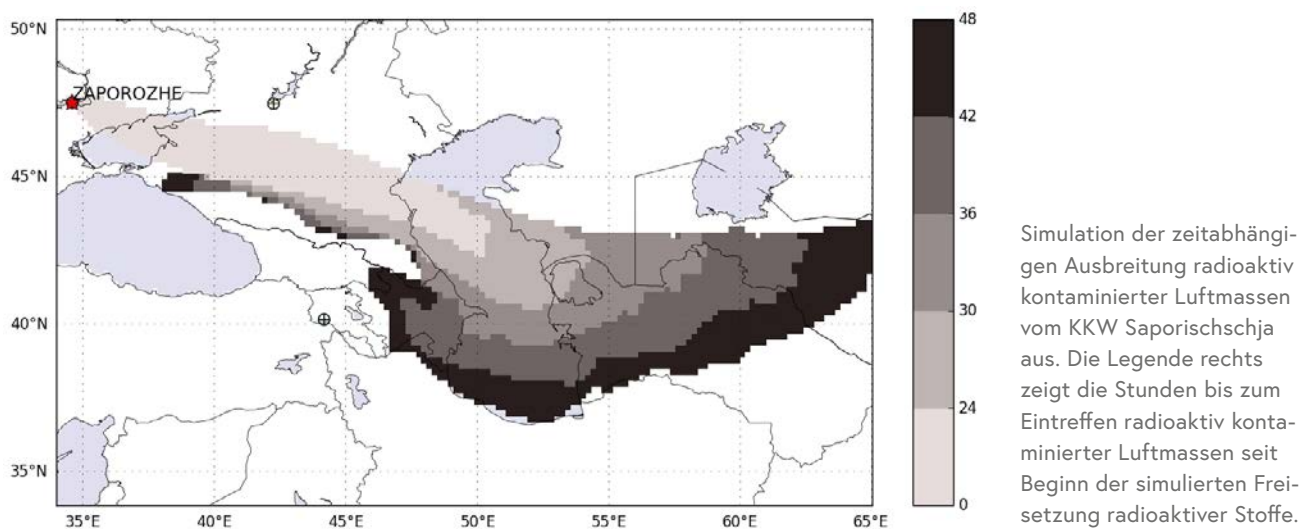 50°N
45°N
40°N
35°N
35°E 40°E 45°E 50°E 55°E 60°E 65°E
ZAPOROZHE
48
42
36
30
24
0
Simulation der zeitabhängi-
gen Ausbreitung radioaktiv
kontaminierter Luftmassen
vom KKW Saporischschja
aus. Die Legende rechts
zeigt die Stunden bis zum
Eintreffen radioaktiv konta-
minierter Luftmassen seit
Beginn der simulierten Frei-
setzung radioaktiver Stoffe.